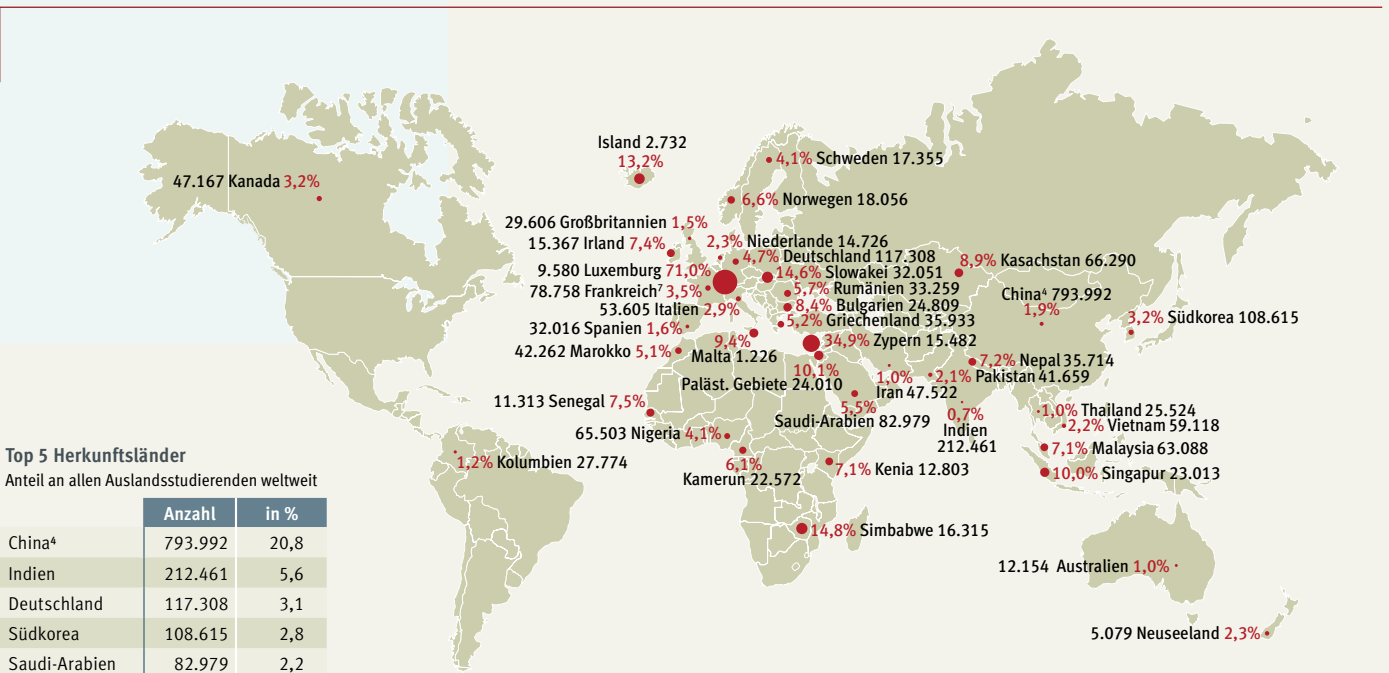 Island 2.732
13,2%
4,1% Schweden 17.355
47.167 Kanada 3,2%
6,6% Norwegen 18.056
29.606 Großbritannien 1,5%
15.367 Irland 7,4%
2,3% Niederlande 14.726
4,7% Deutschland 117.308
9.580 Luxemburg 71,0%
14,6% Slowakei 32.051
8,9% Kasachstan 66.290
78.758 Frankreich⁷ 3,5%
5,7% Rumänien 33.259
China⁴ 793.992
1,9%
53.605 Italien 2,9%
8,4% Bulgarien 24.809
3,2% Südkorea 108.615
32.016 Spanien 1,6%
5,2% Griechenland 35.933
9,4%
Malta 1.226
34,9% Zypern 15.482
42.262 Marokko 5,1%
10,1%
Paläst. Gebiete 24.010
1,0%
Iran 47.522
7,2% Nepal 35.714
2,1% Pakistan 41.659
11.313 Senegal 7,5%
5,5%
Saudi-Arabien 82.979
0,7%
Indien
212.461
1,0% Thailand 25.524
2,2% Vietnam 59.118
65.503 Nigeria 4,1%
7,1% Malaysia 63.088
1,2% Kolumbien 27.774
6,1%
Kamerun 22.572
7,1% Kenia 12.803
10,0% Singapur 23.013
14,8% Simbabwe 16.315
12.154 Australien 1,0%
5.079 Neuseeland 2,3%
Top 5 Herkunftsländer
Anteil an allen Auslandsstudierenden weltweit
Anzahl in %
China⁴ 793.992 20,8
Indien 212.461 5,6
Deutschland 117.308 3,1
Südkorea 108.615 2,8
Saudi-Arabien 82.979 2,2